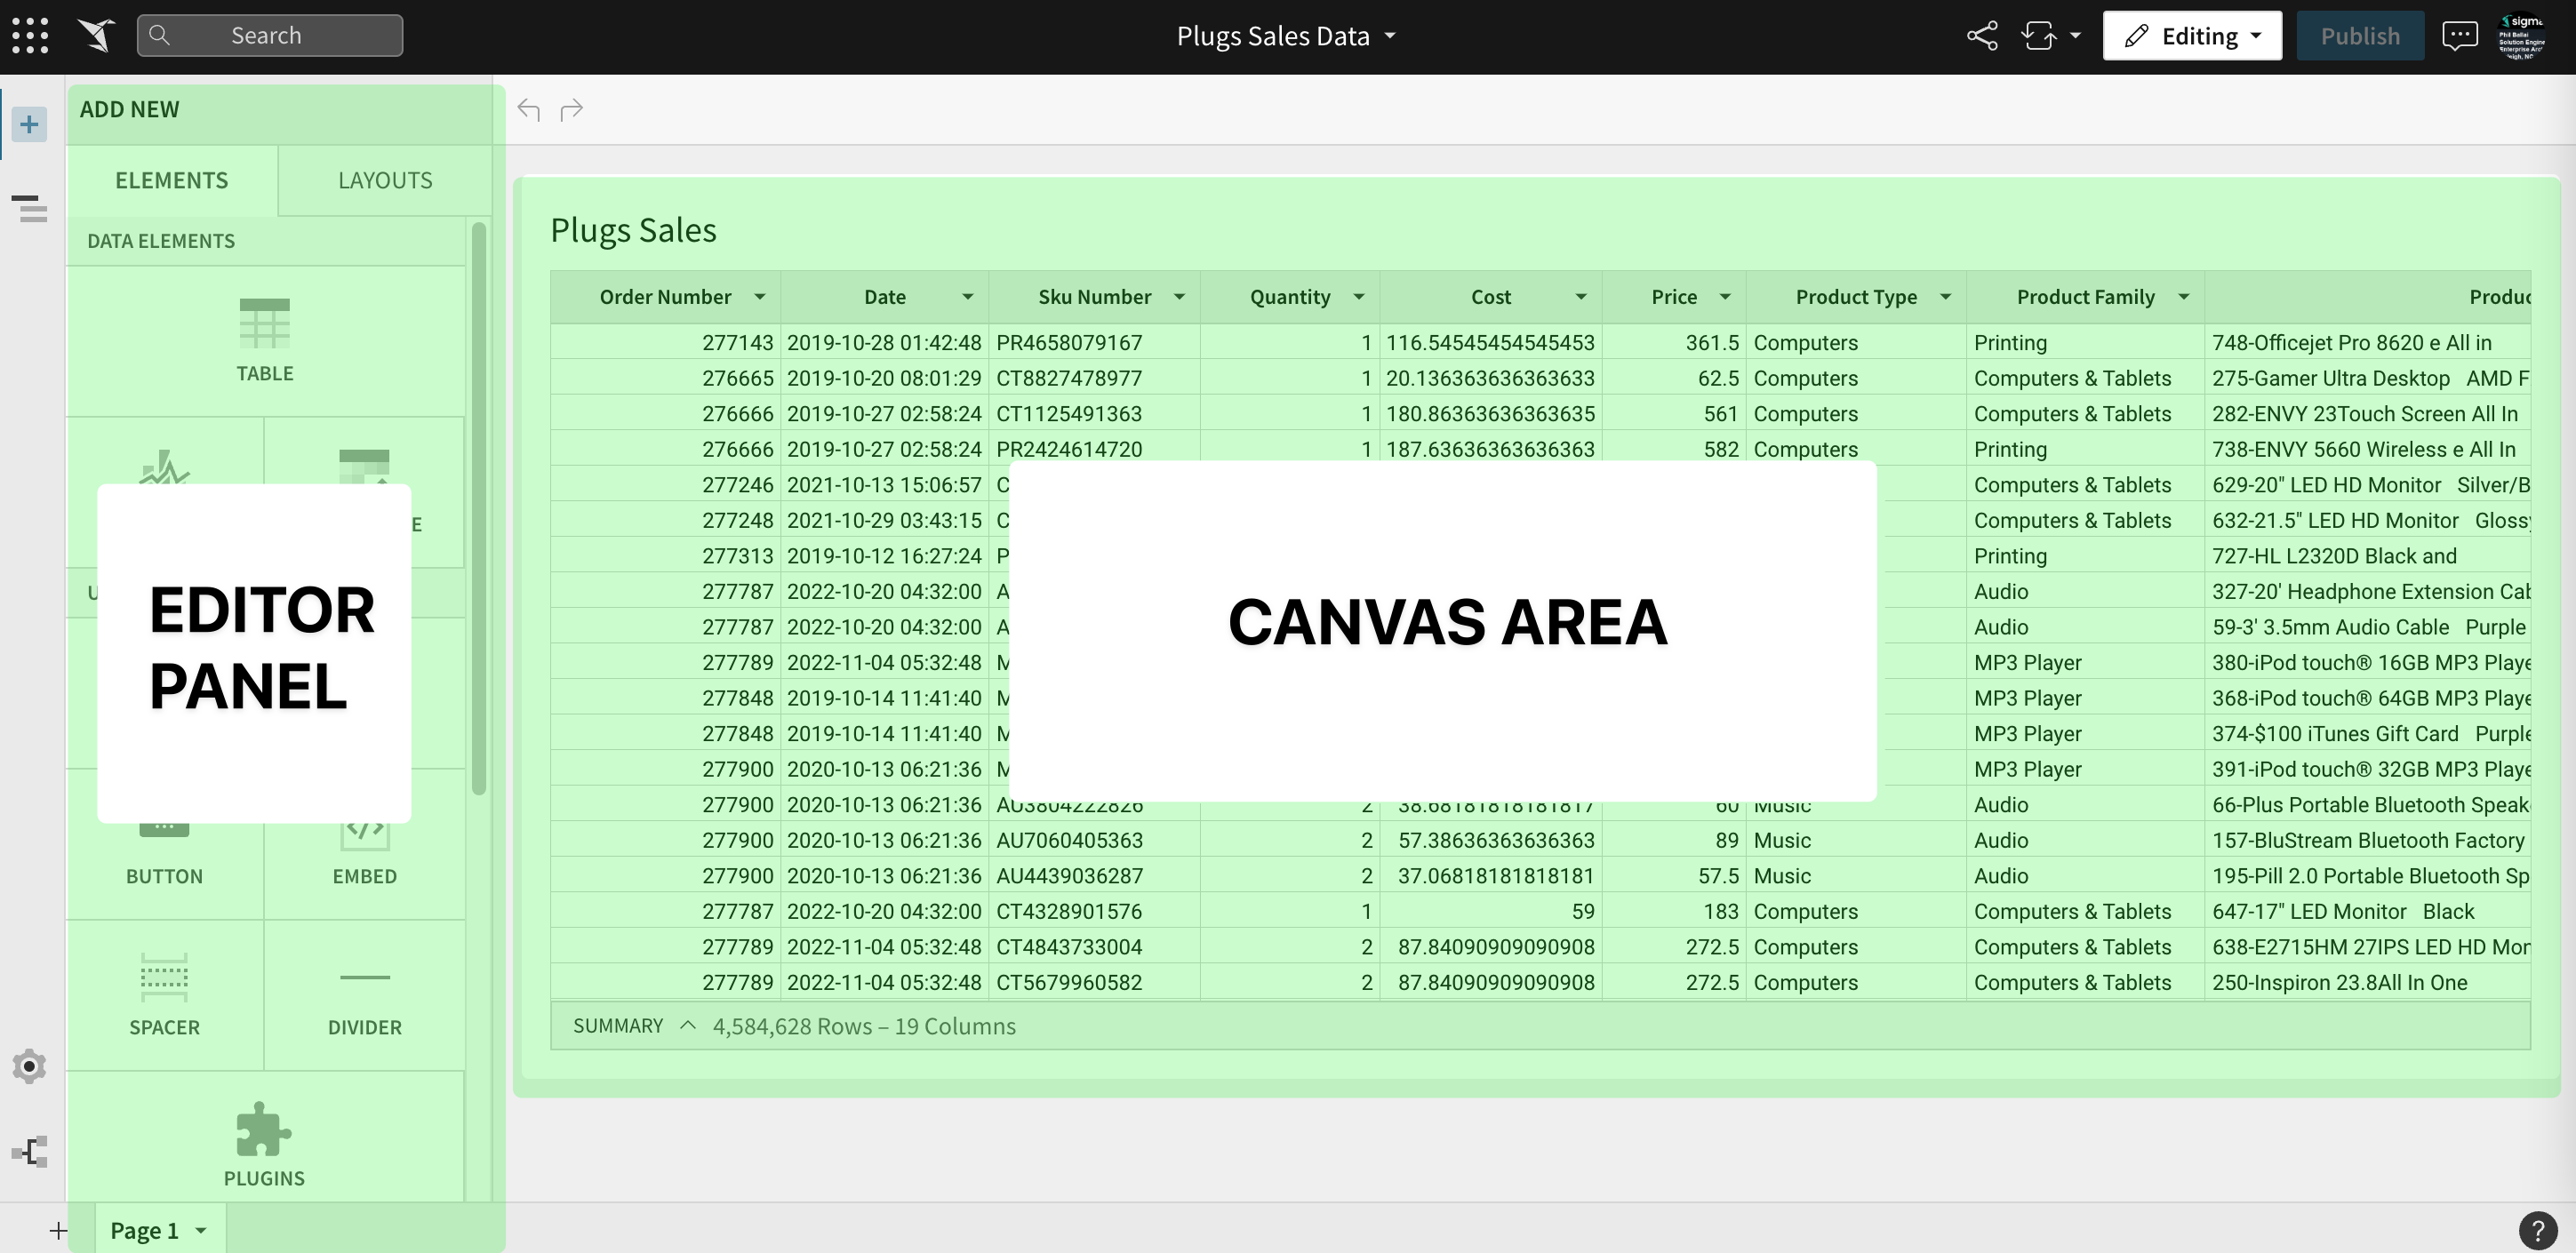 Search
Plugs Sales Data
Editing
Publish
ADD NEW
ELEMENTS LAYOUTS
DATA ELEMENTS
TABLE
EDITOR
PANEL
BUTTON EMBED
SPACER DIVIDER
PLUGINS
Page 1
Plugs Sales
Order Number Date Sku Number Quantity Cost Price Product Type Product Family
277143 2019-10-28 01:42:48 PR4658079167 1 116.54545454545453 361.5 Computers Printing 748-Officejet Pro 8620 e All in
276665 2019-10-20 08:01:29 CT8827478977 1 20.136363636363633 62.5 Computers Computers & Tablets 275-Gamer Ultra Desktop AMD F
276666 2019-10-27 02:58:24 CT1125491363 1 180.86363636363635 561 Computers Computers & Tablets 282-ENVY 23Touch Screen All In
276666 2019-10-27 02:58:24 PR2424614720 1 187.63636363636363 582 Computers Printing 738-ENVY 5660 Wireless e All In
277246 2021-10-13 15:06:57 C Computers & Tablets 629-20" LED HD Monitor Silver/B
277248 2021-10-29 03:43:15 C Computers & Tablets 632-21.5" LED HD Monitor Glossy
277313 2019-10-12 16:27:24 P Printing 727-HL L2320D Black and
277787 2022-10-20 04:32:00 A Audio 327-20' Headphone Extension Cab
277787 2022-10-20 04:32:00 A Audio 59-3' 3.5mm Audio Cable Purple
277789 2022-11-04 05:32:48 M MP3 Player 380-iPod touch® 16GB MP3 Playe
277848 2019-10-14 11:41:40 M MP3 Player 368-iPod touch® 64GB MP3 Playe
277848 2019-10-14 11:41:40 M MP3 Player 374-$100 iTunes Gift Card Purple
277900 2020-10-13 06:21:36 M MP3 Player 391-iPod touch® 32GB MP3 Playe
277900 2020-10-13 06:21:36 AU3804222826 2 38.68181818181817 60 Music Audio 66-Plus Portable Bluetooth Speak
277900 2020-10-13 06:21:36 AU7060405363 2 57.38636363636363 89 Music Audio 157-BluStream Bluetooth Factory
277900 2020-10-13 06:21:36 AU4439036287 2 37.06818181818181 57.5 Music Audio 195-Pill 2.0 Portable Bluetooth Sp
277787 2022-10-20 04:32:00 CT4328901576 1 59 183 Computers Computers & Tablets 647-17" LED Monitor Black
277789 2022-11-04 05:32:48 CT4843733004 2 87.84090909090908 272.5 Computers Computers & Tablets 638-E2715HM 27IPS LED HD Mon
277789 2022-11-04 05:32:48 CT5679960582 2 87.84090909090908 272.5 Computers Computers & Tablets 250-Inspiron 23.8All In One
CANVAS AREA
SUMMARY 4,584,628 Rows – 19 Columns